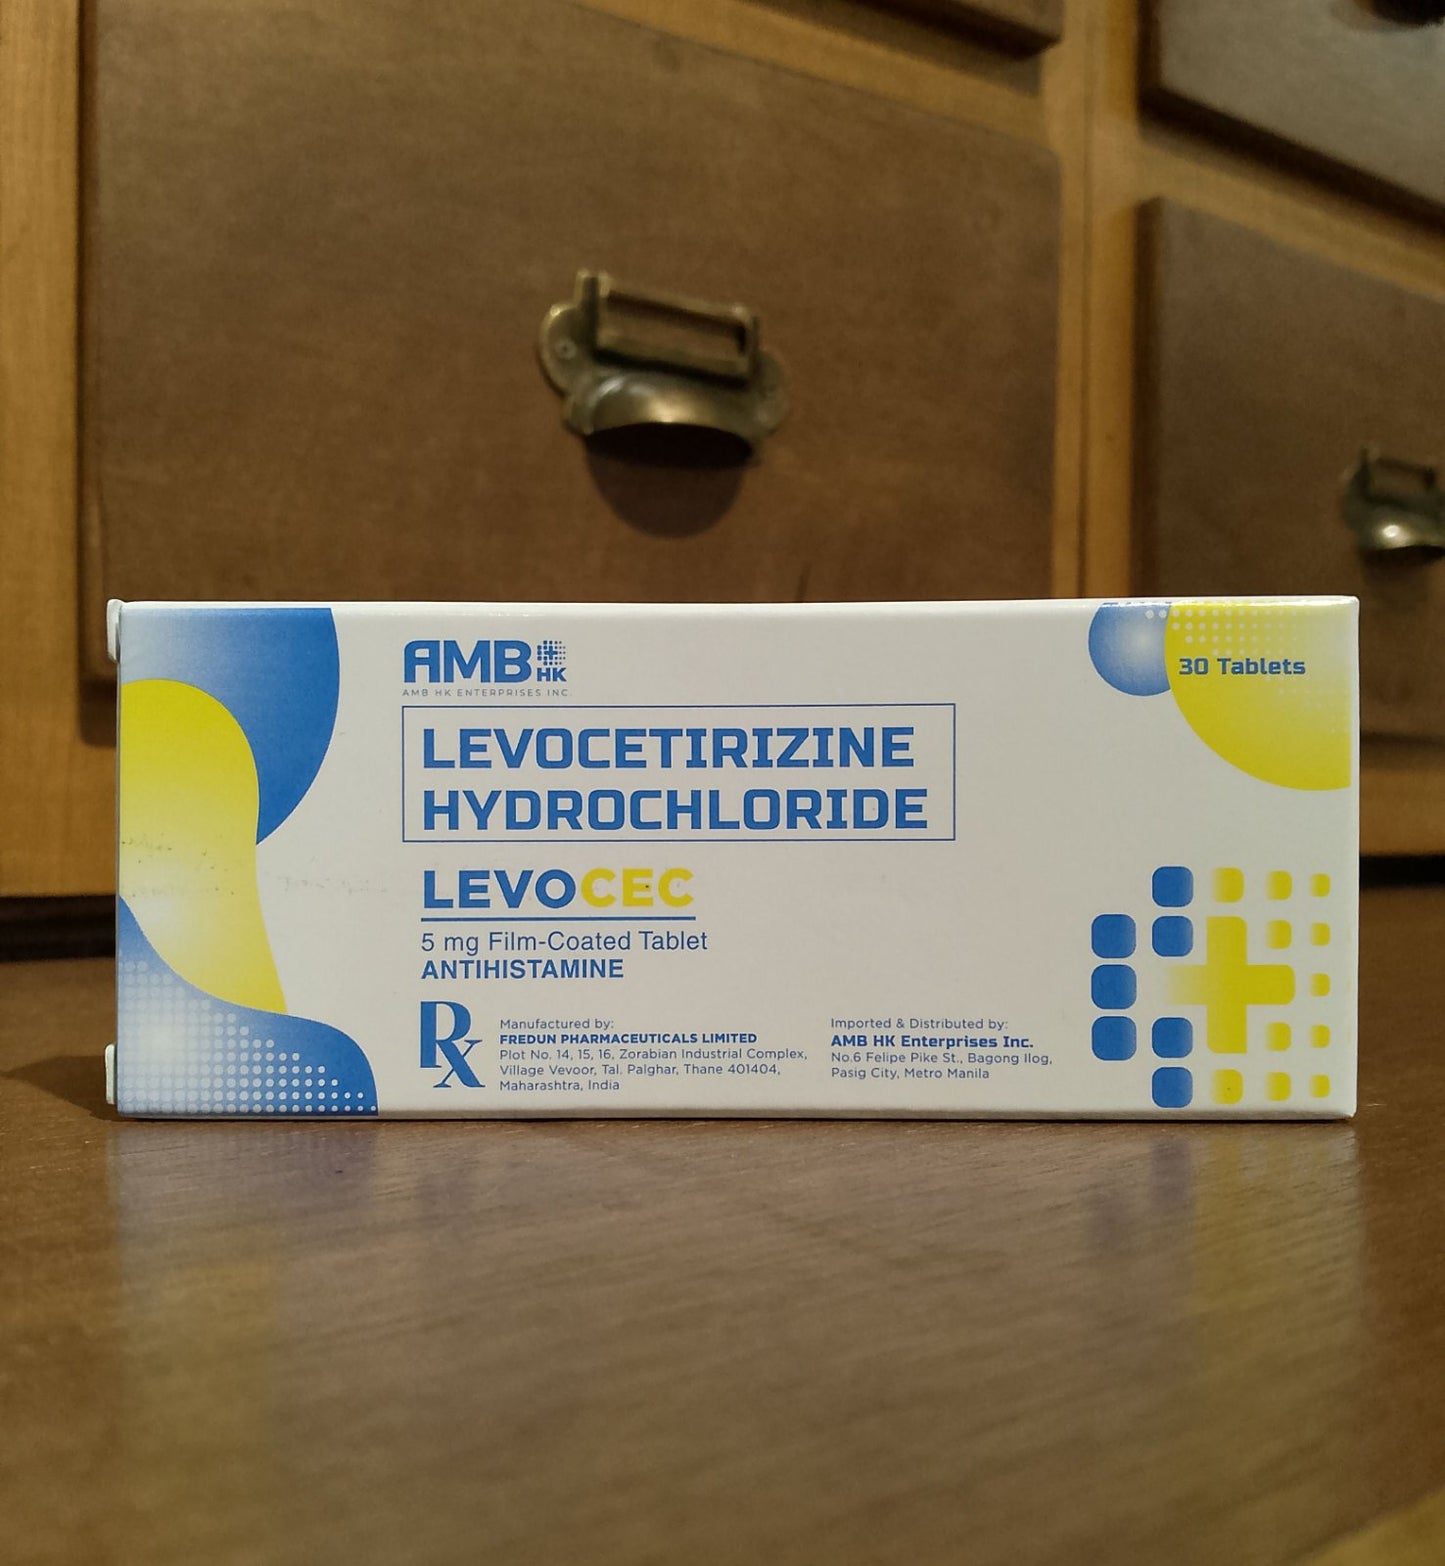 AMB HK
AMB HK ENTERPRISES INC.
30 Tablets
LEVOCETIRIZINE
HYDROCHLORIDE
LEVOCEC
5 mg Film-Coated Tablet
ANTIHISTAMINE
Rx
Manufactured by:
FREDUN PHARMACEUTICALS LIMITED
Plot No. 14, 15, 16, Zorabian Industrial Complex,
Village Vevoor, Tal. Palghar, Thane 401404,
Maharashtra, India
Imported & Distributed by:
AMB HK Enterprises Inc.
No.6 Felipe Pike St., Bagong Ilog,
Pasig City, Metro Manila